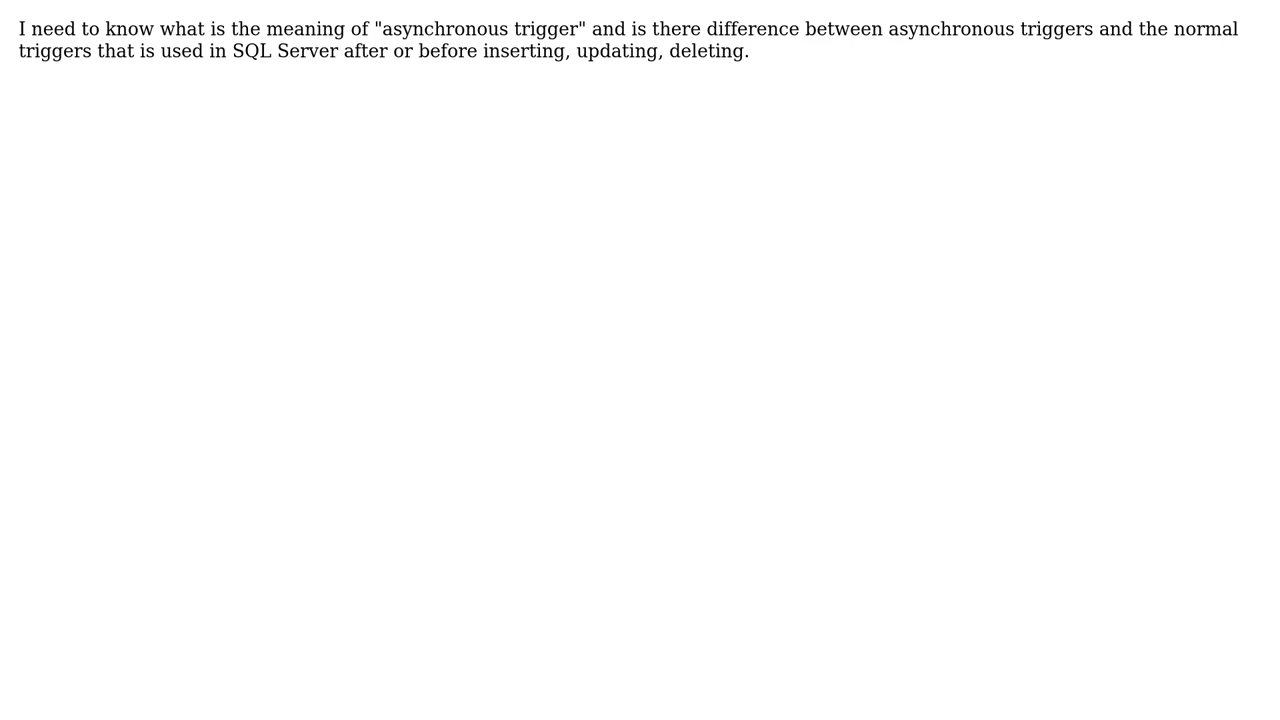 I need to know what is the meaning of "asynchronous trigger" and is there difference between asynchronous triggers and the normal
triggers that is used in SQL Server after or before inserting, updating, deleting.